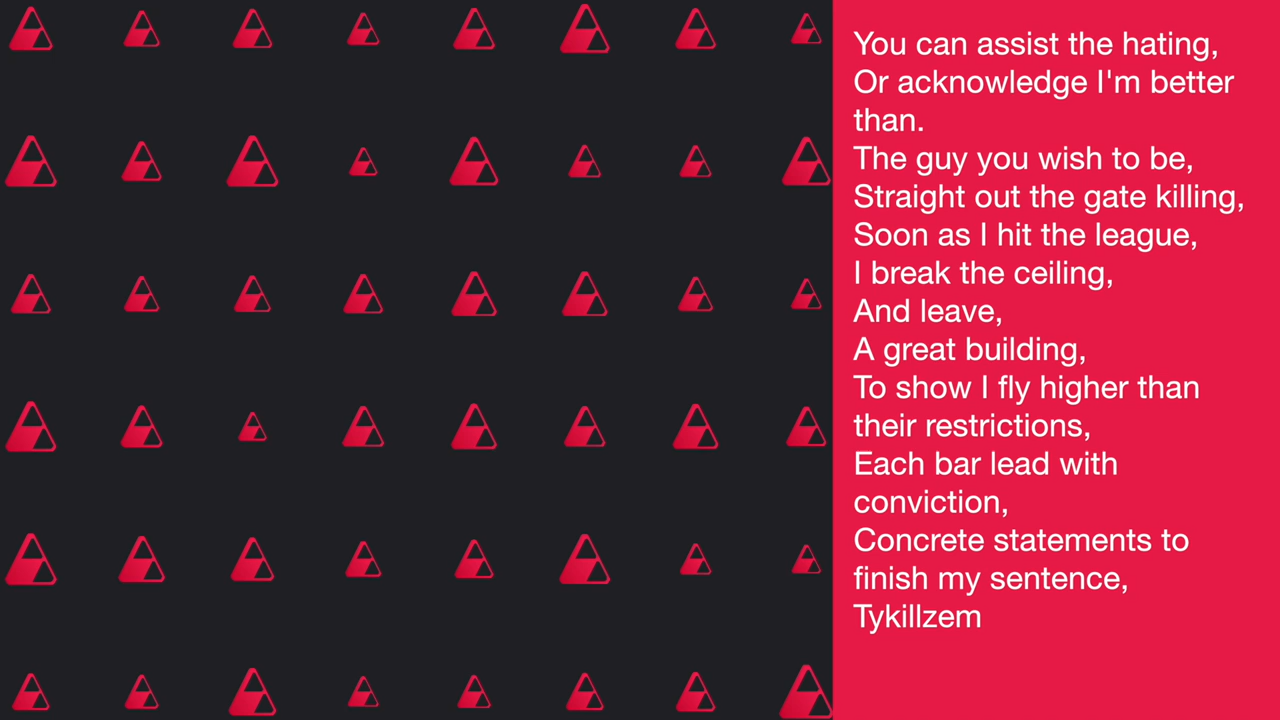 You can assist the hating,
Or acknowledge I'm better
than.
The guy you wish to be,
Straight out the gate killing,
Soon as I hit the league,
I break the ceiling,
And leave,
A great building,
To show I fly higher than
their restrictions,
Each bar lead with
conviction,
Concrete statements to
finish my sentence,
Tykillzem